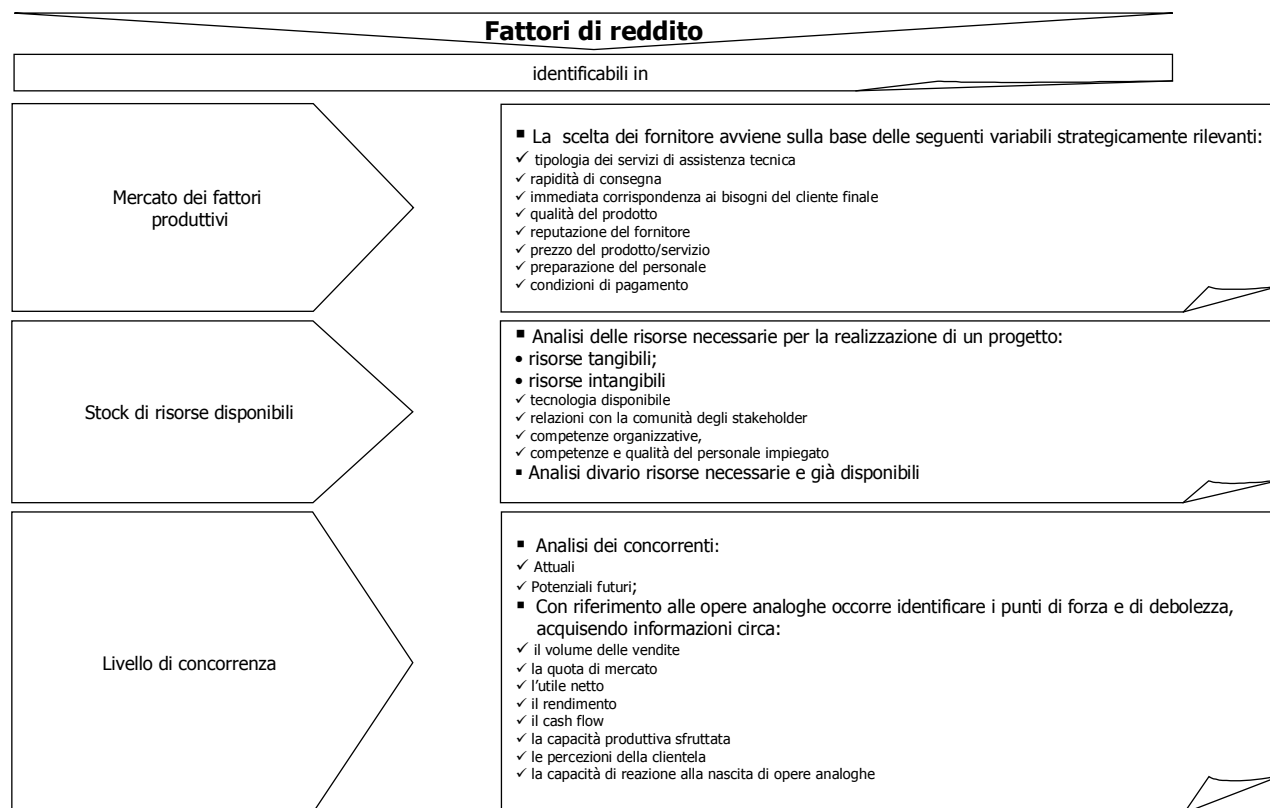 Fattori di reddito
identificabili in
Mercato dei fattori
produttivi
▪ La scelta dei fornitore avviene sulla base delle seguenti variabili strategicamente rilevanti:
✓ tipologia dei servizi di assistenza tecnica
✓ rapidità di consegna
✓ immediata corrispondenza ai bisogni del cliente finale
✓ qualità del prodotto
✓ reputazione del fornitore
✓ prezzo del prodotto/servizio
✓ preparazione del personale
✓ condizioni di pagamento
Stock di risorse disponibili
▪ Analisi delle risorse necessarie per la realizzazione di un progetto:
• risorse tangibili;
• risorse intangibili
✓ tecnologia disponibile
✓ relazioni con la comunità degli stakeholder
✓ competenze organizzative,
✓ competenze e qualità del personale impiegato
▪ Analisi divario risorse necessarie e già disponibili
Livello di concorrenza
▪ Analisi dei concorrenti:
✓ Attuali
✓ Potenziali futuri;
▪ Con riferimento alle opere analoghe occorre identificare i punti di forza e di debolezza,
acquisendo informazioni circa:
✓ il volume delle vendite
✓ la quota di mercato
✓ l'utile netto
✓ il rendimento
✓ il cash flow
✓ la capacità produttiva sfruttata
✓ le percezioni della clientela
✓ la capacità di reazione alla nascita di opere analoghe